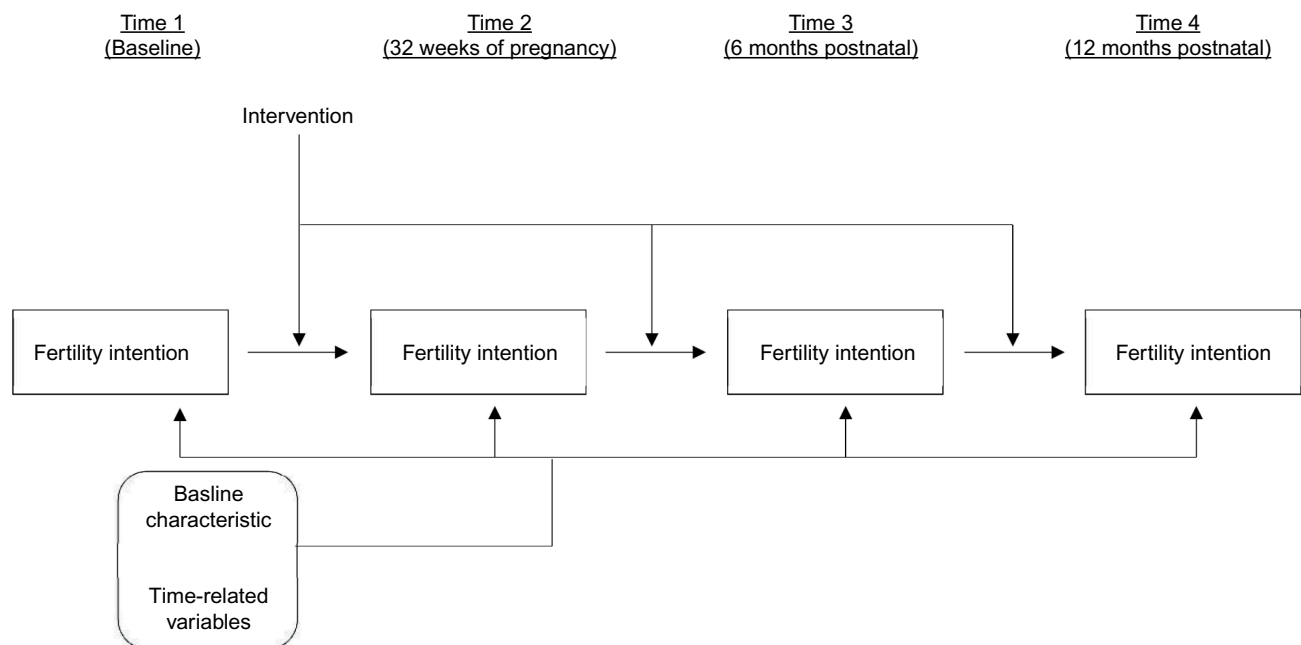 Time 1
(Baseline)
Time 2
(32 weeks of pregnancy)
Time 3
(6 months postnatal)
Time 4
(12 months postnatal)
Intervention
Fertility intention
Fertility intention
Fertility intention
Fertility intention
Basline
characteristic
Time-related
variables